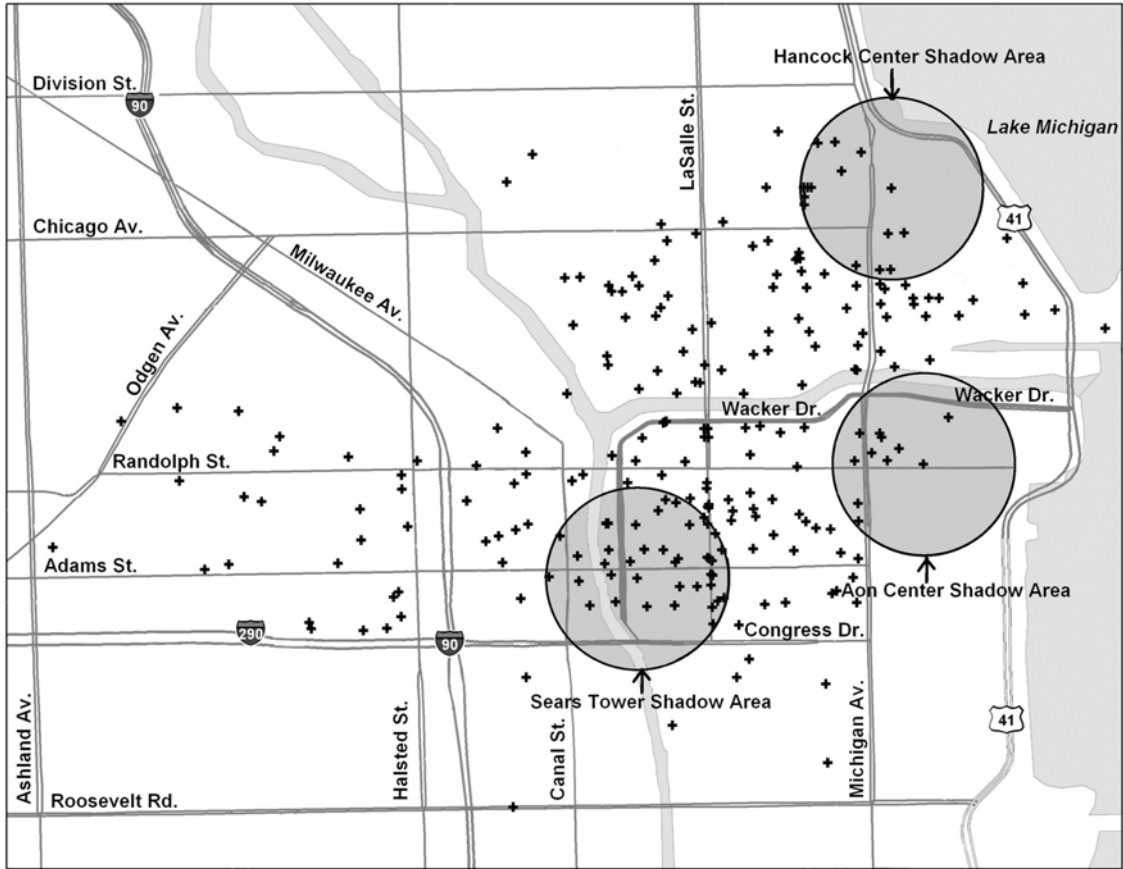 Hancock Center Shadow Area
Division St.
90
Lake Michigan
LaSalle St.
41
Chicago Av.
Milwaukee Av.
Odgen Av.
Wacker Dr.
Wacker Dr.
Randolph St.
Adams St.
Aon Center Shadow Area
290
90
Congress Dr.
Sears Tower Shadow Area
41
Ashland Av.
Halsted St.
Canal St.
Michigan Av.
Roosevelt Rd.